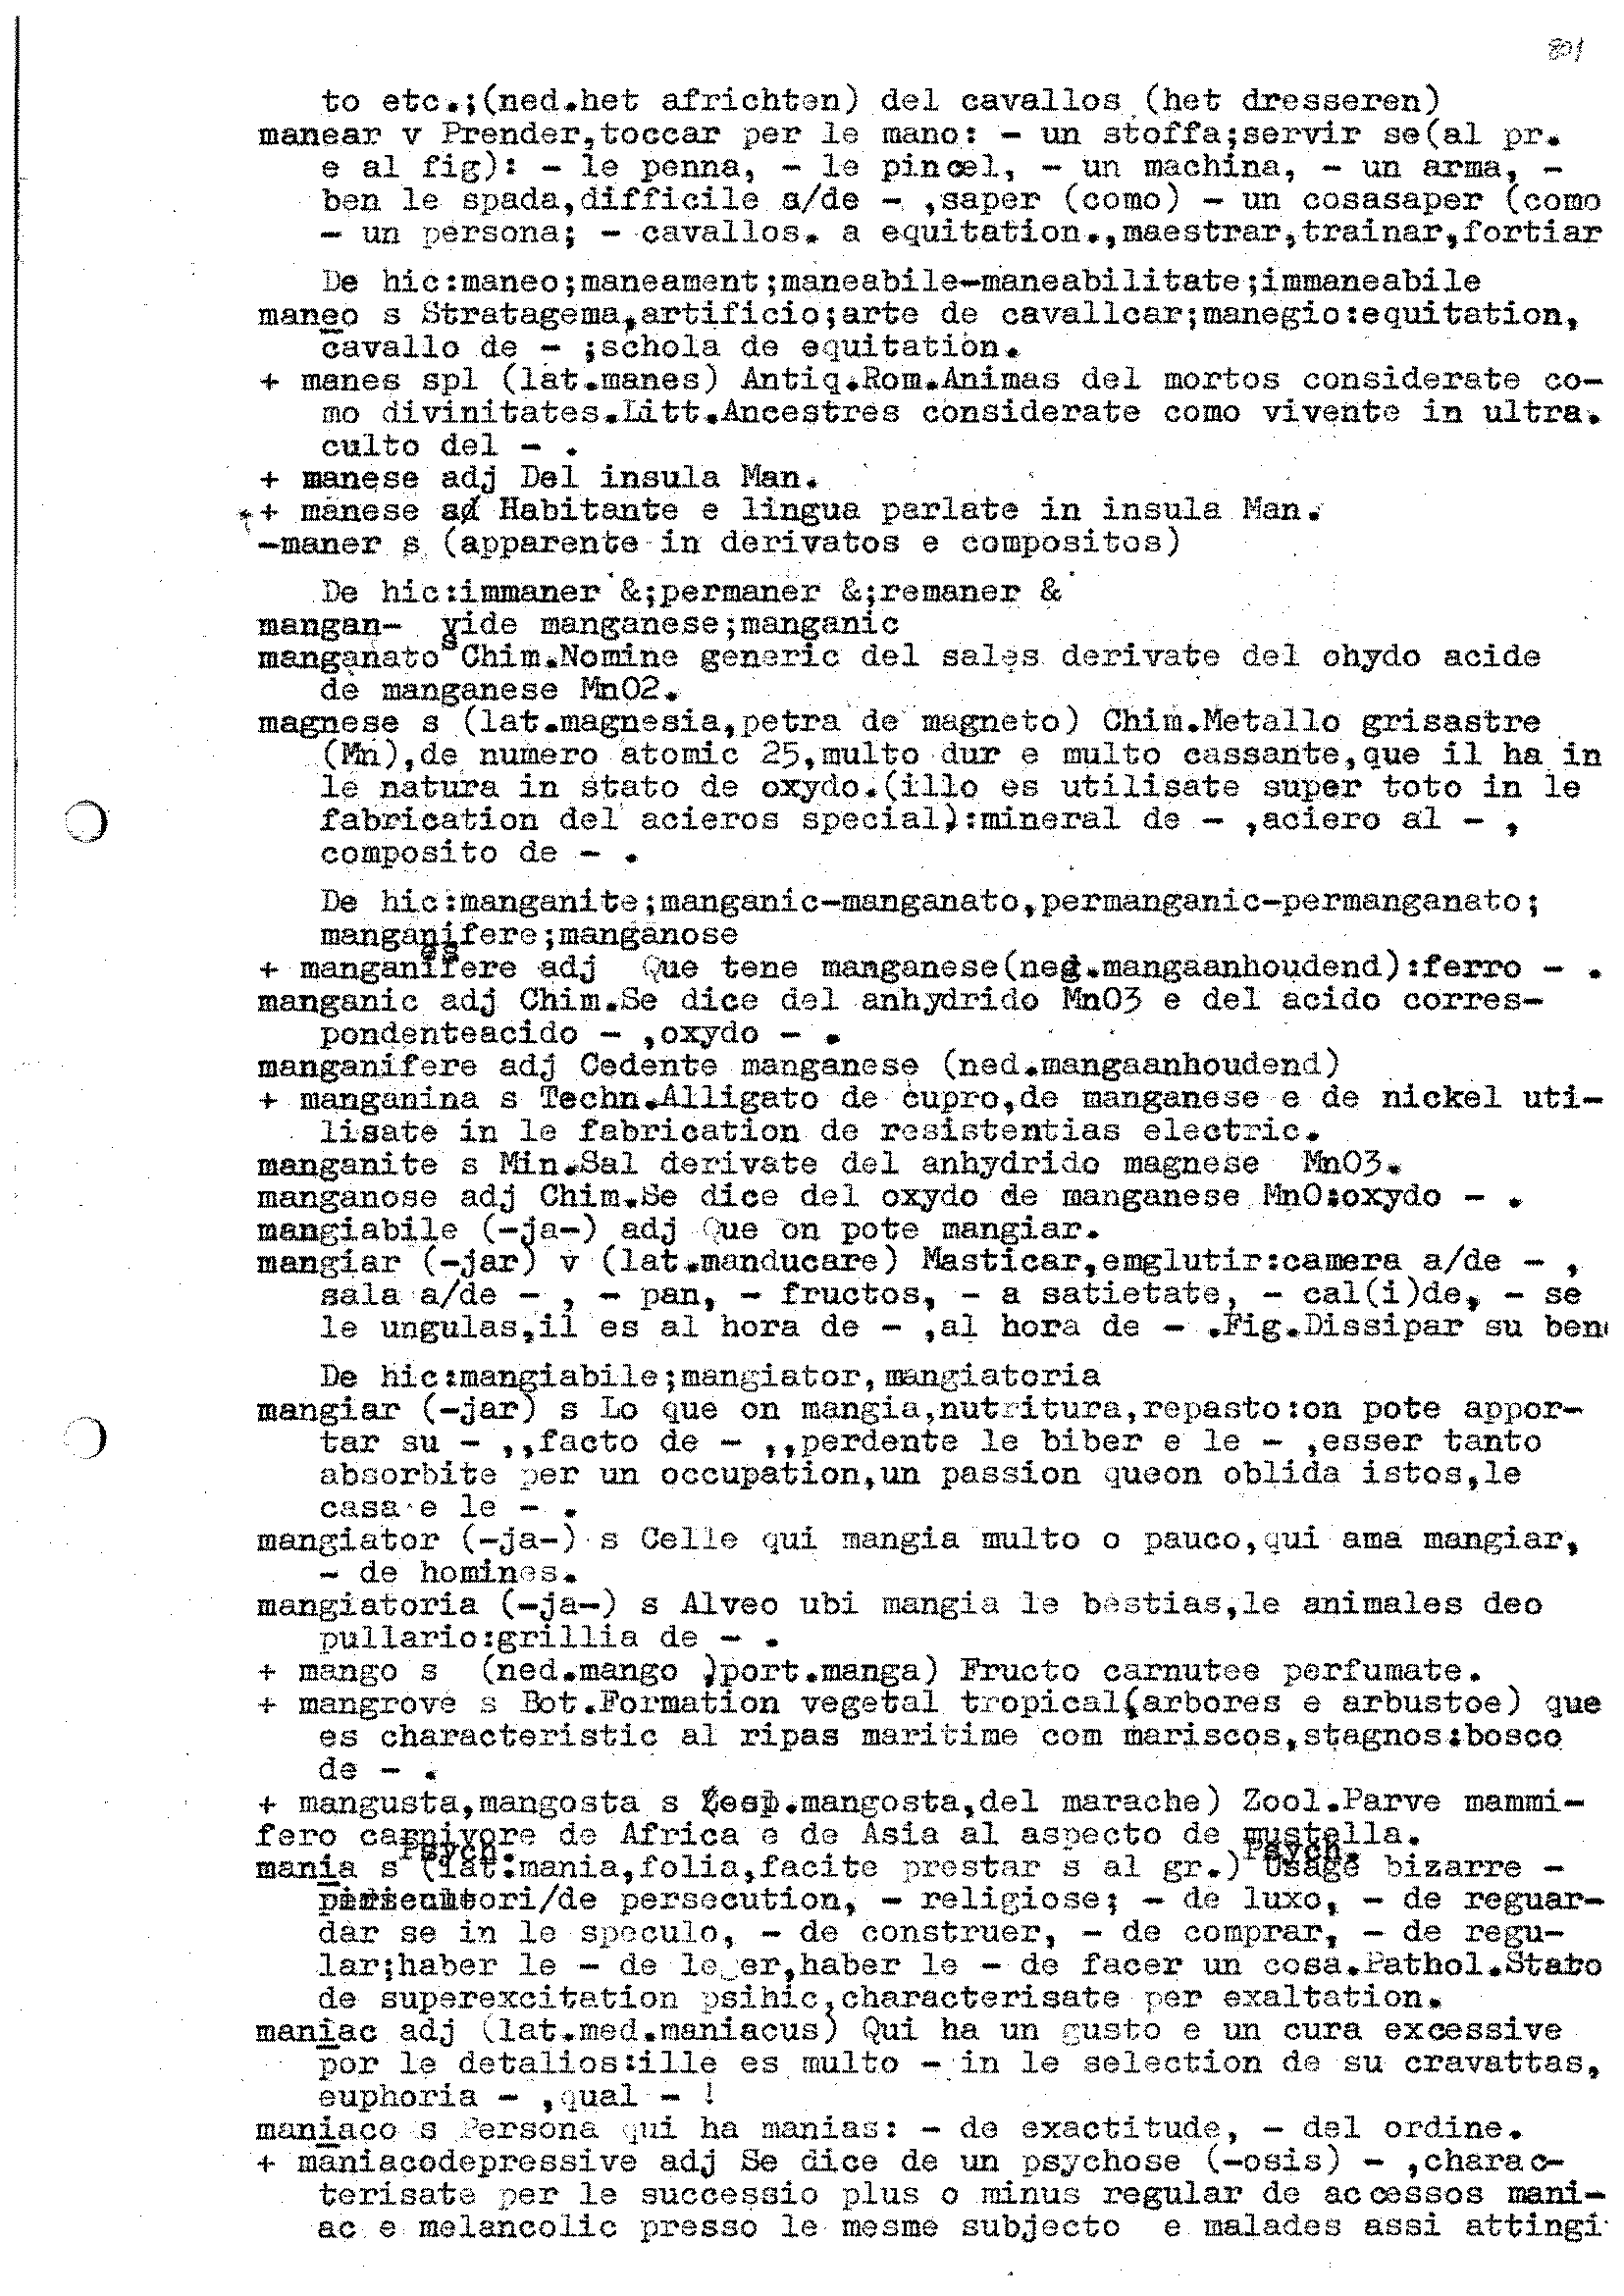 801
to etc.;(ned.het africhten) del cavallos (het dresseren)
manear v Prender,toccar per le mano: - un stoffa;servir se(al pr.
e al fig): - le penna, - le pincel, - un machina, - un arma, -
ben le spada,difficile a/de - ,saper (como) - un cosasaper (como
- un persona; - cavallos. a equitation.,maestrar,trainar,fortiar
De hic:maneo;maneament;maneabile-maneabilitate;immaneabile
maneo s Stratagema,artificio;arte de cavallcar;manegio:equitation,
cavallo de - ;schola de equitation.
+ manes spl (lat.manes) Antiq.Rom.Animas del mortos considerate co-
mo divinitates.Litt.Ancestres considerate como vivente in ultra.
culto del - .
+ manese adj Del insula Man.
+ manese Habitante e lingua parlate in insula Man.
-maner s (apparente in derivatos e compositos)
De hic:immaner &;permaner &;remaner &
mangan- vide manganese;manganic
manganato s Chim.Nomine generic del sales derivate del ohydo acide
de manganese MnO2.
magnese s (lat.magnesia,petra de magneto) Chim.Metallo grisastre
(Mn),de numero atomic 25,multo dur e multo cassante,que il ha in
le natura in stato de oxydo.(illo es utilisate super toto in le
fabrication del acieros special):mineral de - ,aciero al - ,
composito de - .
De hic:manganite;manganic-manganato,permanganic-permanganato;
manganifere;manganose
+ manganesifere adj Que tene manganese(ned.mangaanhoudend):ferro - .
manganic adj Chim.Se dice del anhydrido MnO3 e del acido corres-
pondenteacido - ,oxydo - .
manganifere adj Cedente manganese (ned.mangaanhoudend)
+ manganina s Techn.Alligato de cupro,de manganese e de nickel uti-
lisate in le fabrication de resistentias electric.
manganite s Min.Sal derivate del anhydrido magnese MnO3.
manganose adj Chim.Se dice del oxydo de manganese MnO:oxydo - .
mangiabile (-ja-) adj Que on pote mangiar.
mangiar (-jar) v (lat.manducare) Masticar,emglutir:camera a/de - ,
sala a/de - , - pan, - fructos, - a satietate, - cal(i)de, - se
le ungulas,il es al hora de - ,al hora de - .Fig.Dissipar su ben
De hic:mangiabile;mangiator,mangiatoria
mangiar (-jar) s Lo que on mangia,nutritura,repasto:on pote appor-
tar su - ,,facto de - ,,perdente le biber e le - ,esser tanto
absorbite per un occupation,un passion queon oblida istos,le
casa e le - .
mangiator (-ja-) s Celle qui mangia multo o pauco,qui ama mangiar,
- de homines.
mangiatoria (-ja-) s Alveo ubi mangia le bestias,le animales deo
pullario:grillia de - .
+ mango s (ned.mango )port.manga) Fructo carnutee perfumate.
+ mangrove s Bot.Formation vegetal tropical(arbores e arbustoe) que
es characteristic al ripas maritime com mariscos,stagnos:bosco
de - .
+ mangusta,mangosta s (esp.mangosta,del marache) Zool.Parve mammi-
fero carnivore de Africa e de Asia al aspecto de mustella.
mania s Psych. (lat:mania,folia,facite prestar s al gr.) Psych. Usage bizarre -
/de persecution, - religiose; - de luxo, - de reguar-
dar se in le speculo, - de construer, - de comprar, - de regu-
lar;haber le - de le er,haber le - de facer un cosa.Pathol.Stato
de superexcitation psihic,characterisate per exaltation.
maniac adj (lat.med.maniacus) Qui ha un gusto e un cura excessive
por le detalios:ille es multo - in le selection de su cravattas,
euphoria - ,qual - !
maniaco s Persona qui ha manias: - de exactitude, - del ordine.
+ maniacodepressive adj Se dice de un psychose (-osis) - ,charac-
terisate per le successio plus o minus regular de accessos mani-
ac e melancolic presso le mesme subjecto e malades assi attingi